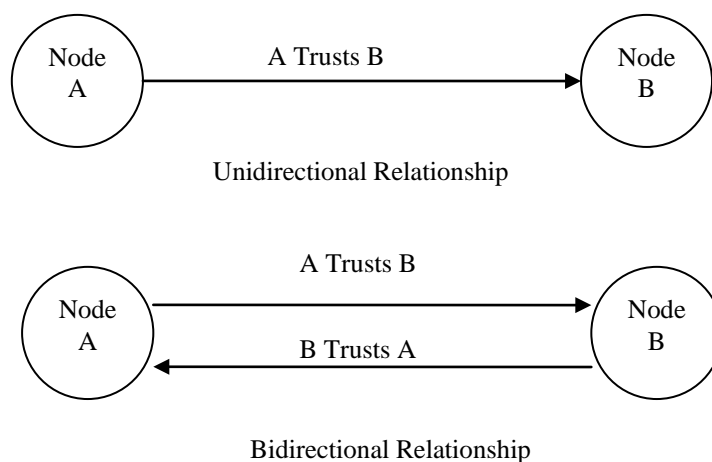 Node
A
A Trusts B
Node
B
Unidirectional Relationship
Node
A
A Trusts B
B Trusts A
Node
B
Bidirectional Relationship